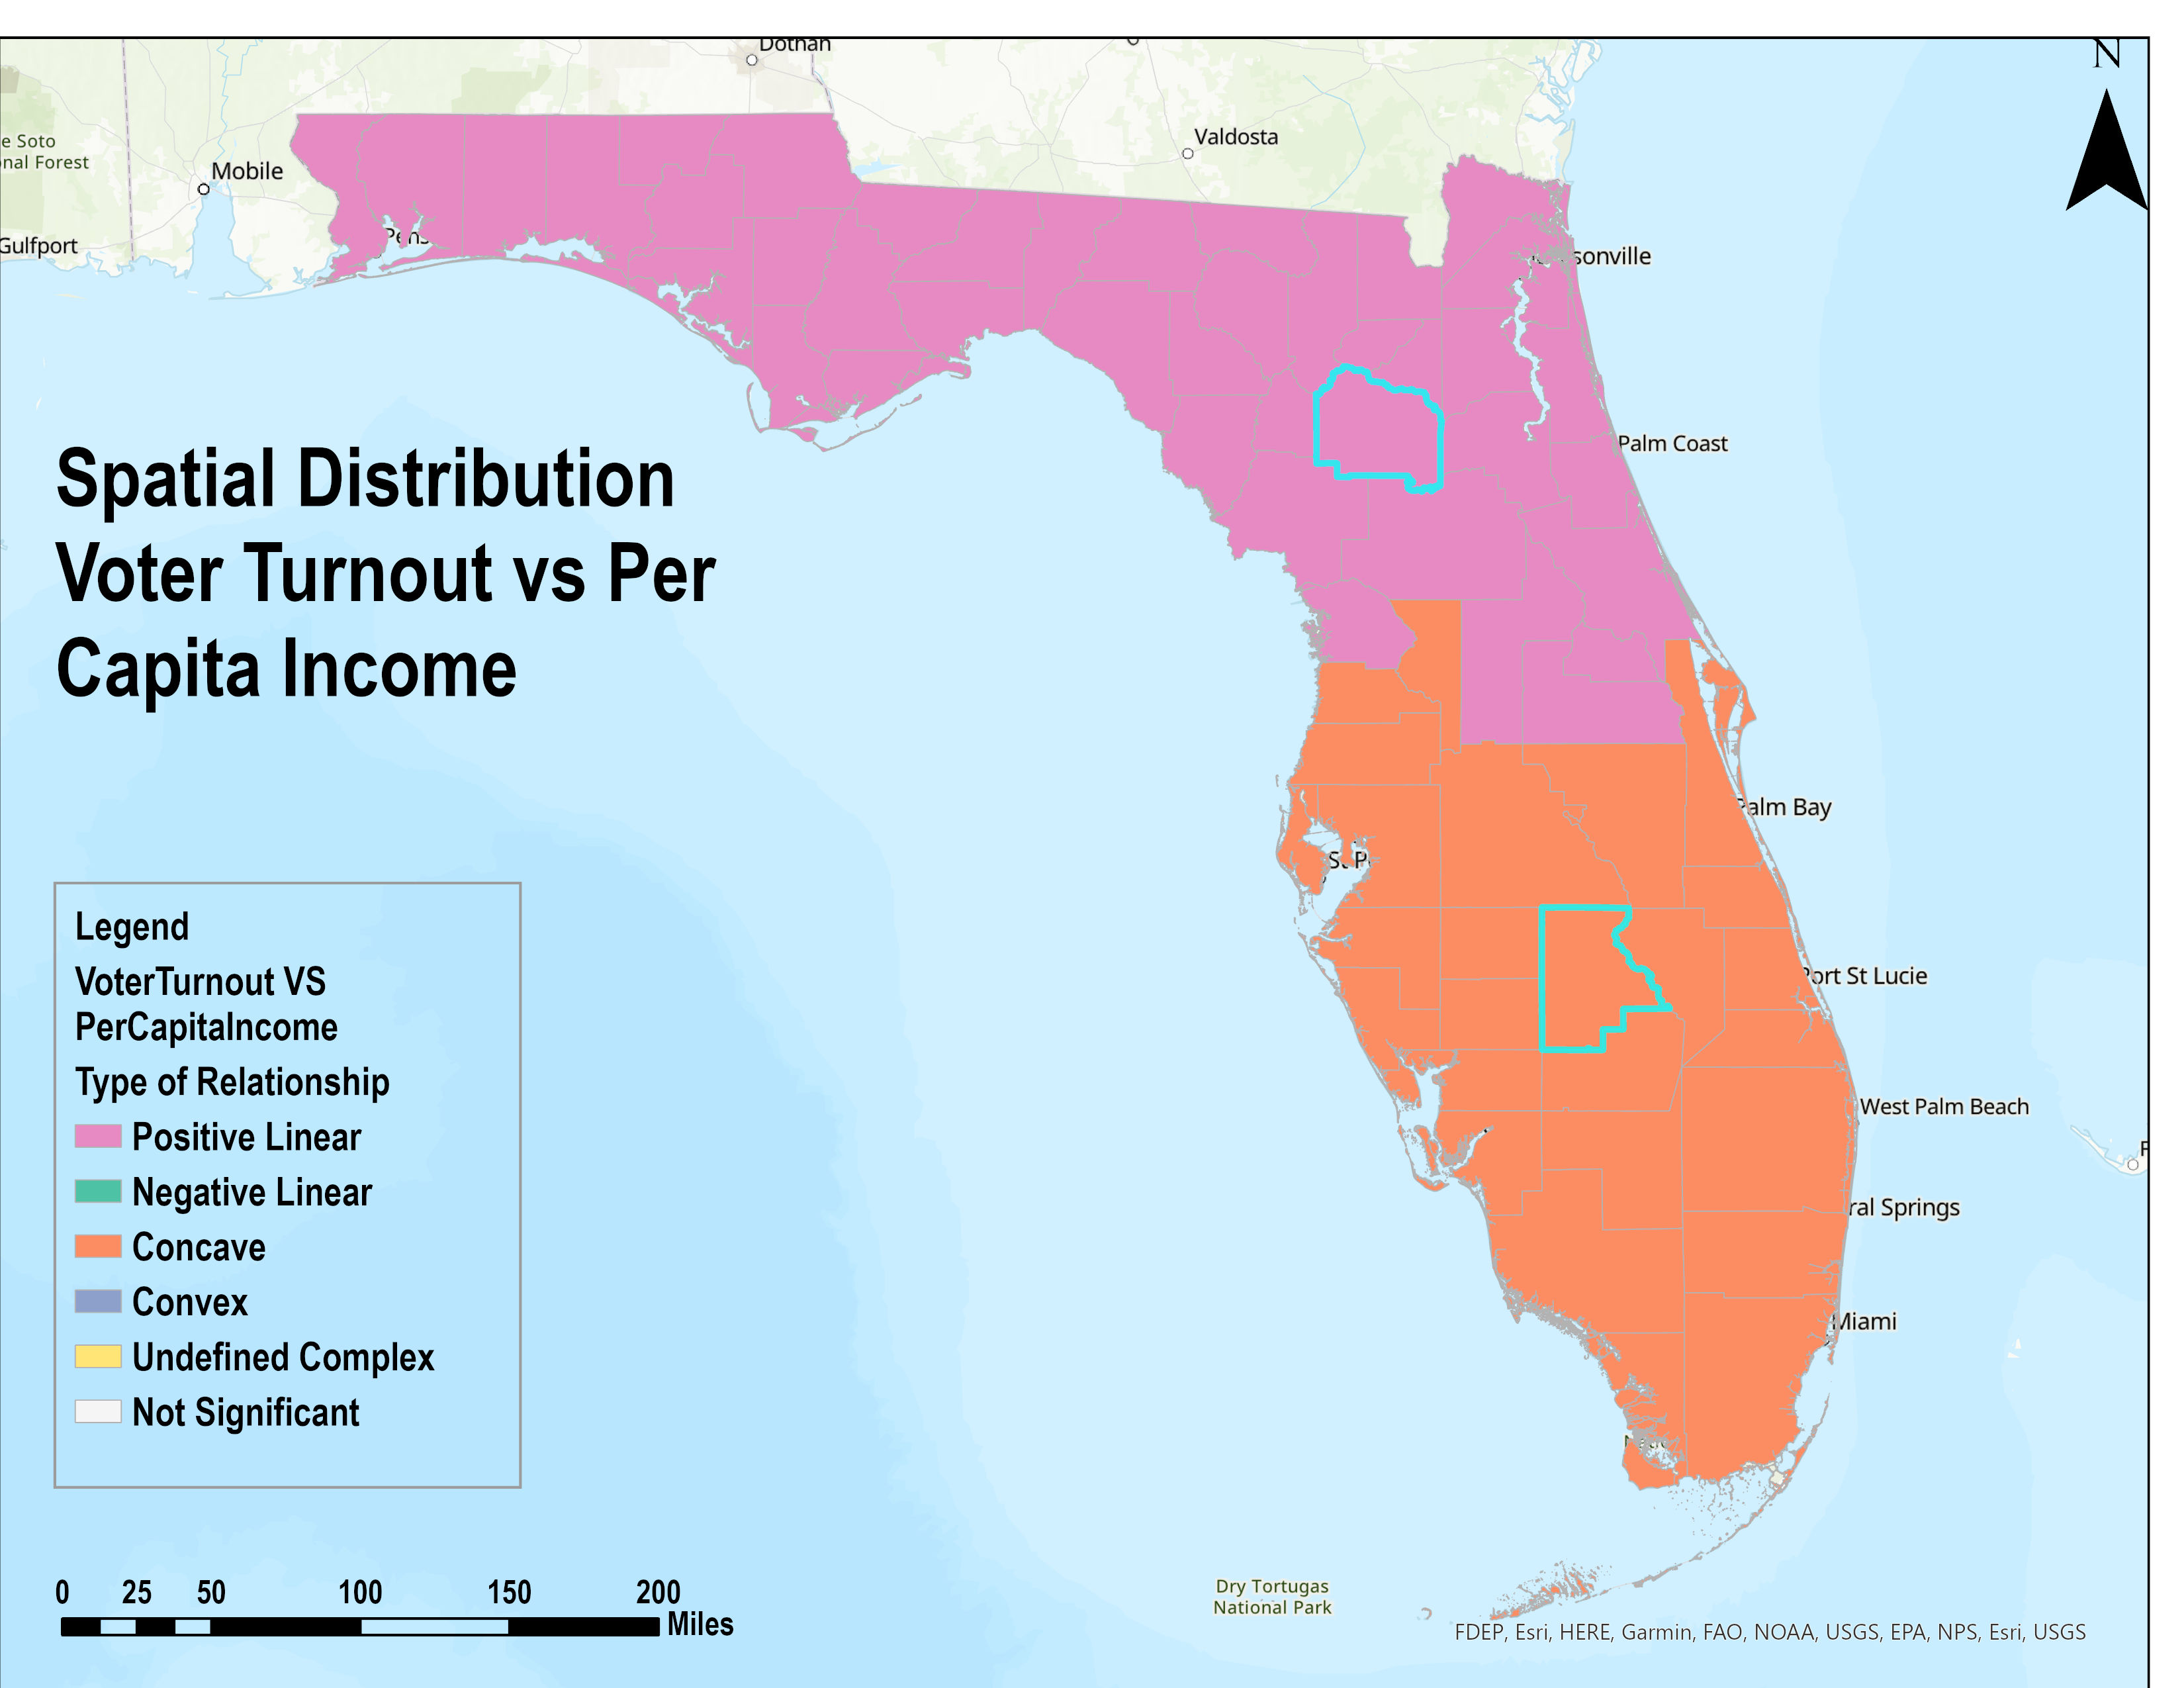 Dothan
N
Valdosta
e Soto
onal Forest
Mobile
Gulfport
Pens
sonville
Palm Coast
Spatial Distribution
Voter Turnout vs Per
Capita Income
Palm Bay
St P
Port St Lucie
West Palm Beach
ral Springs
Miami
F
Legend
VoterTurnout VS
PerCapitaIncome
Type of Relationship
Positive Linear
Negative Linear
Concave
Convex
Undefined Complex
Not Significant
0 25 50 100 150 200
Miles
Dry Tortugas
National Park
FDEP, Esri, HERE, Garmin, FAO, NOAA, USGS, EPA, NPS, Esri, USGS